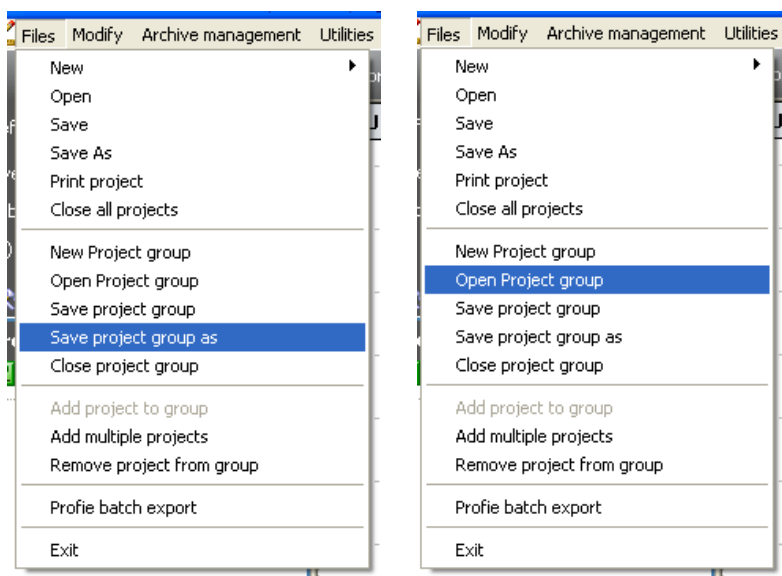 Files Modify Archive management Utilities
New
Open
Save
Save As
Print project
Close all projects
New Project group
Open Project group
Save project group
Save project group as
Close project group
Add project to group
Add multiple projects
Remove project from group
Profie batch export
Exit
Files Modify Archive management Utilities
New
Open
Save
Save As
Print project
Close all projects
New Project group
Open Project group
Save project group
Save project group as
Close project group
Add project to group
Add multiple projects
Remove project from group
Profie batch export
Exit